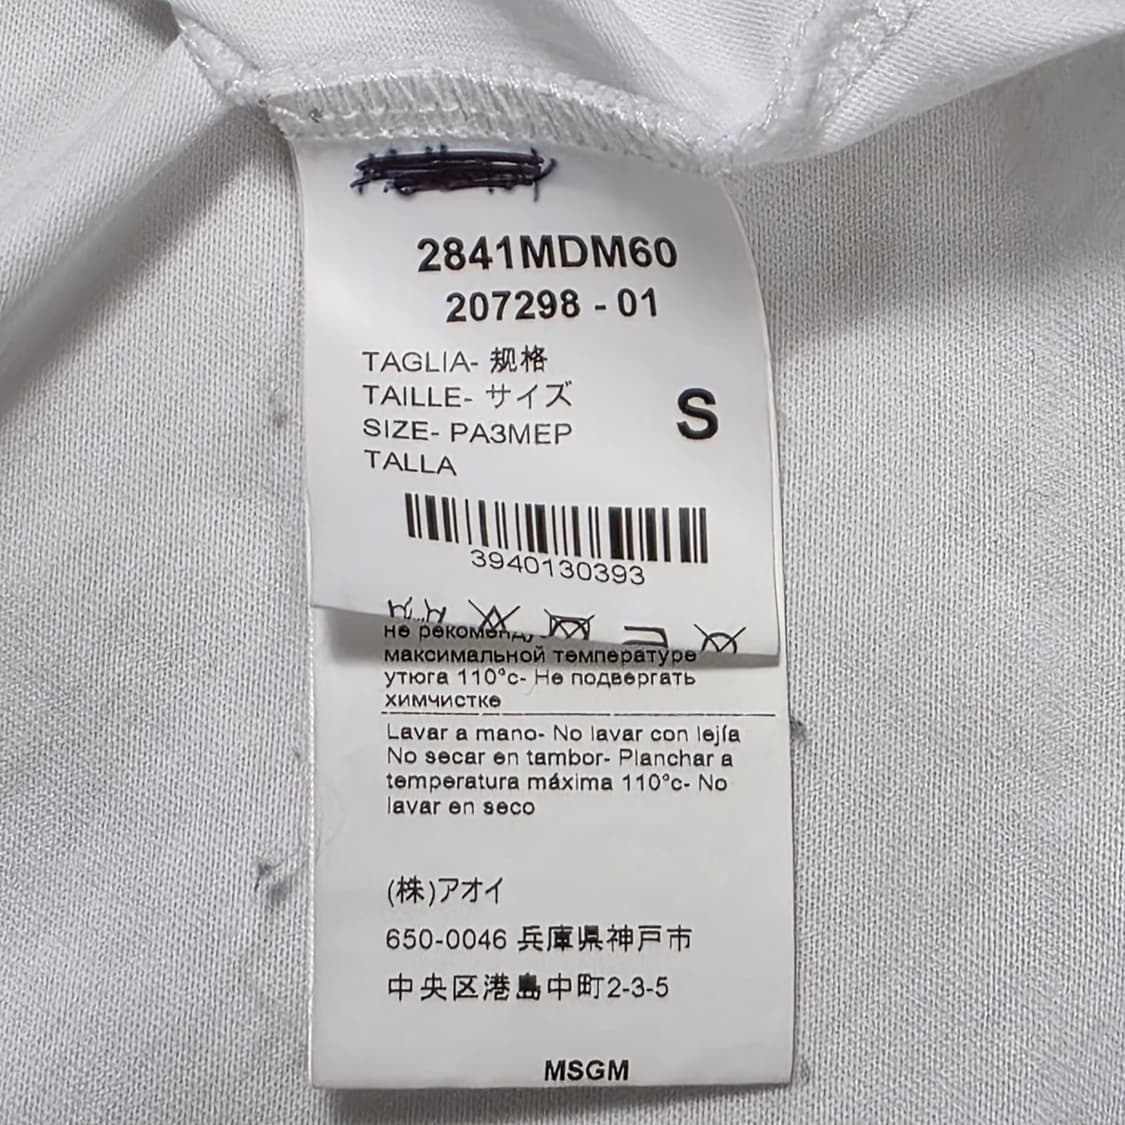 2841MDM60
207298 - 01
TAGLIA- 规格
TAILLE- サイズ
SIZE- РАЗМЕР
TALLA
S
3940130393
не рекоменду
максимальной температуре
утюга 110°c- Не подвергать
химчистке
Lavar a mano- No lavar con lejía
No secar en tambor- Planchar a
temperatura máxima 110°c- No
lavar en seco
(株)アオイ
650-0046 兵庫県神戸市
中央区港島中町2-3-5
MSGM